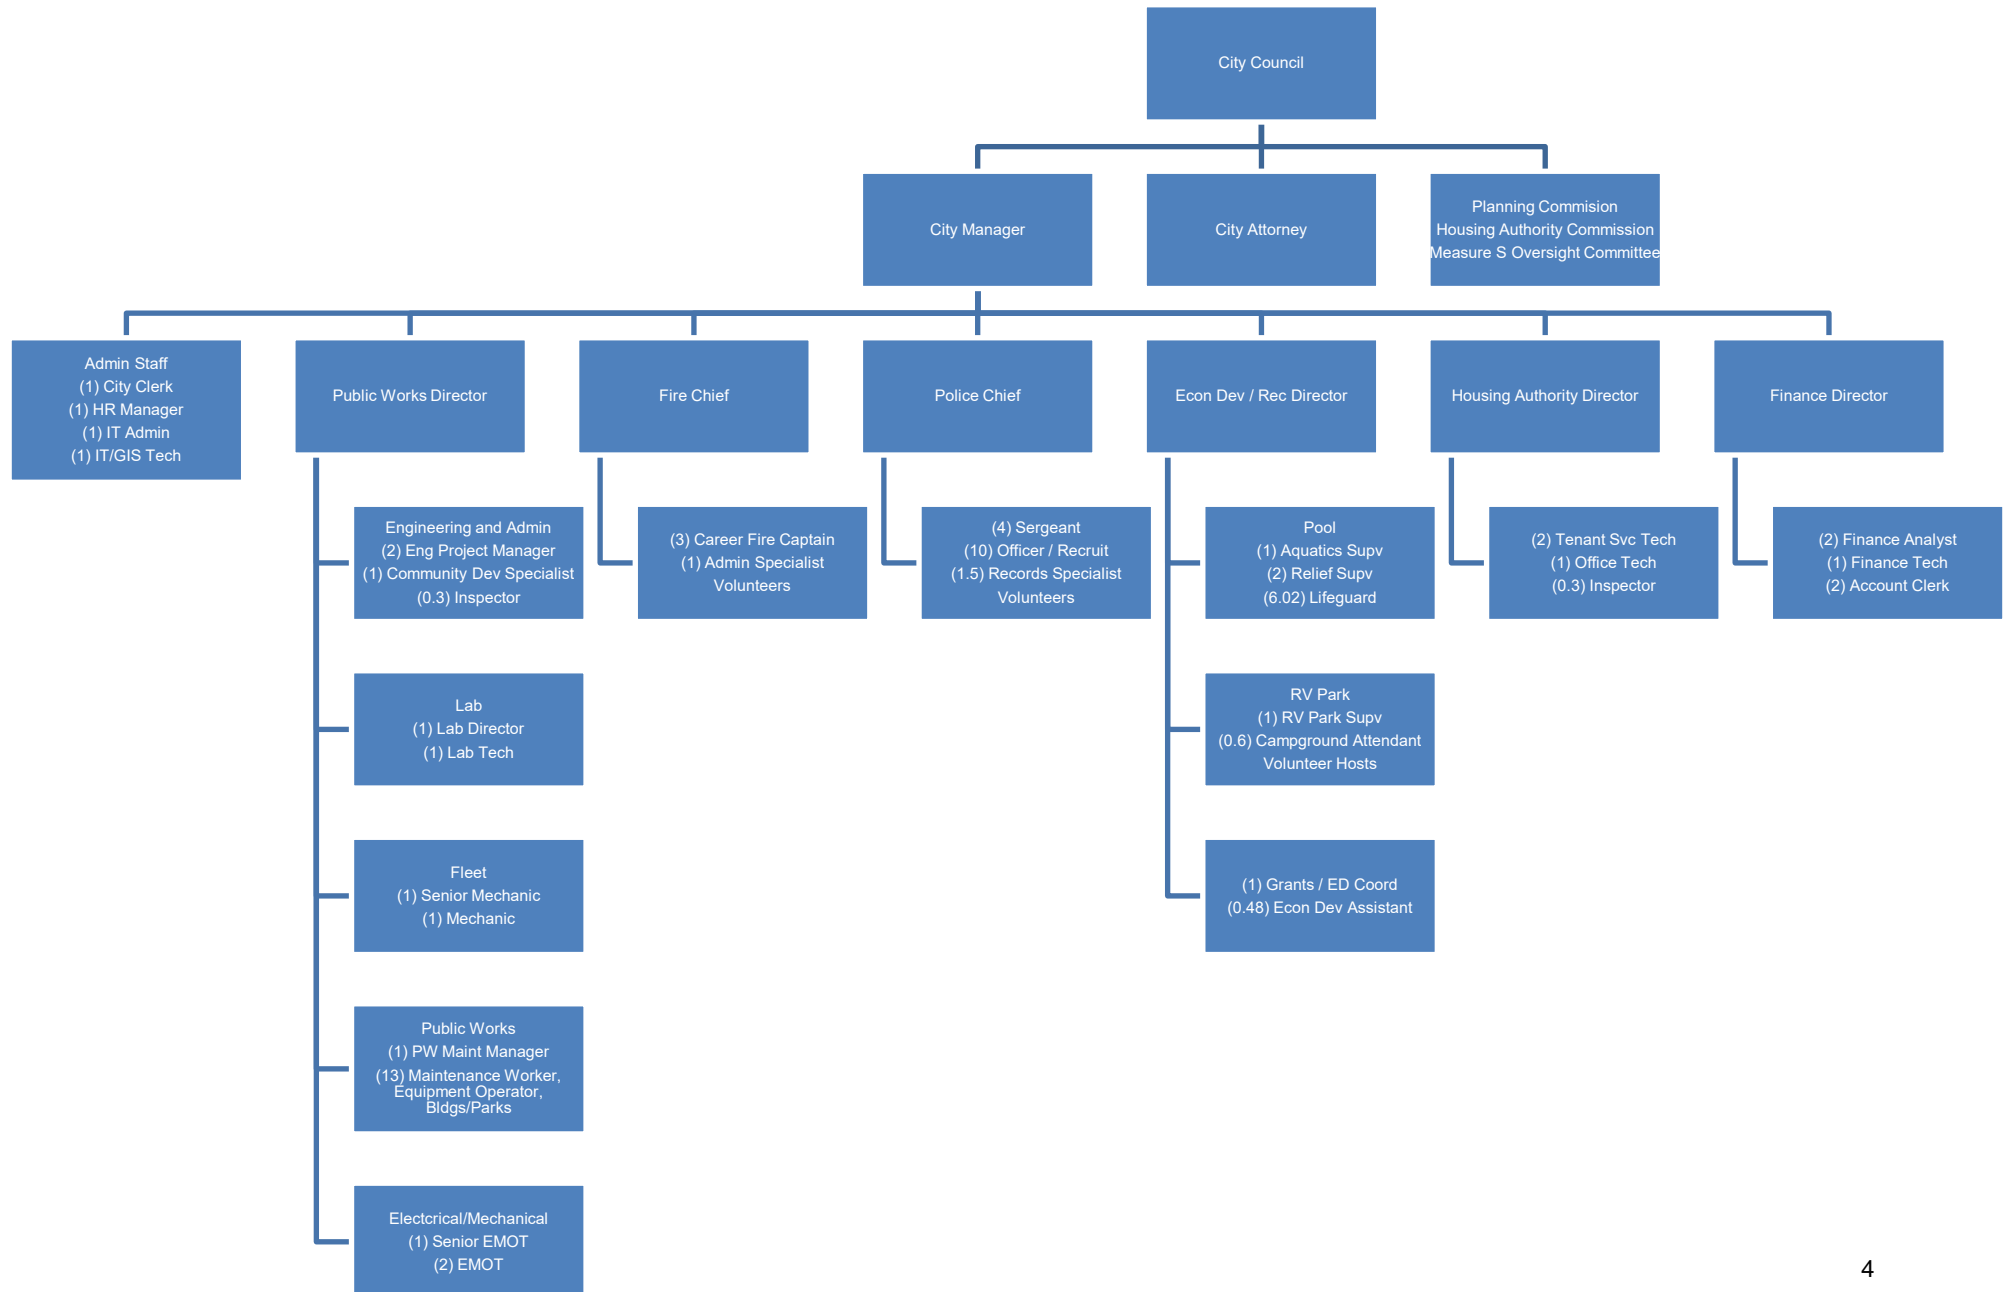 City Council
City Manager
City Attorney
Planning Commision
Housing Authority Commission
Measure S Oversight Committee
Admin Staff
(1) City Clerk
(1) HR Manager
(1) IT Admin
(1) IT/GIS Tech
Public Works Director
Fire Chief
Police Chief
Econ Dev / Rec Director
Housing Authority Director
Finance Director
Engineering and Admin
(2) Eng Project Manager
(1) Community Dev Specialist
(0.3) Inspector
(3) Career Fire Captain
(1) Admin Specialist
Volunteers
(4) Sergeant
(10) Officer / Recruit
(1.5) Records Specialist
Volunteers
Pool
(1) Aquatics Supv
(2) Relief Supv
(6.02) Lifeguard
(2) Tenant Svc Tech
(1) Office Tech
(0.3) Inspector
(2) Finance Analyst
(1) Finance Tech
(2) Account Clerk
Lab
(1) Lab Director
(1) Lab Tech
RV Park
(1) RV Park Supv
(0.6) Campground Attendant
Volunteer Hosts
Fleet
(1) Senior Mechanic
(1) Mechanic
(1) Grants / ED Coord
(0.48) Econ Dev Assistant
Public Works
(1) PW Maint Manager
(13) Maintenance Worker,
Equipment Operator,
Bldgs/Parks
Electcrical/Mechanical
(1) Senior EMOT
(2) EMOT
4